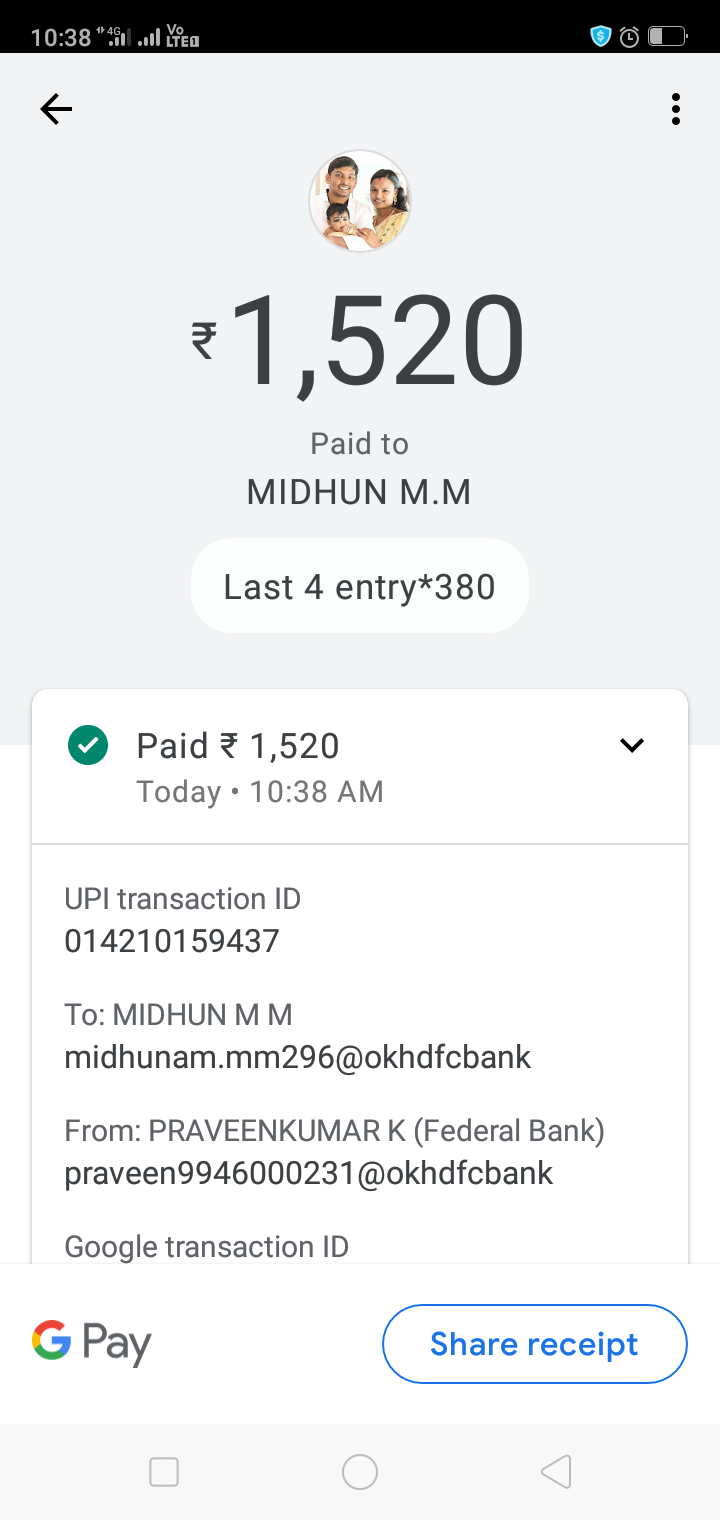 10:38 4G Vo LTE
₹1,520
Paid to
MIDHUN M.M
Last 4 entry*380
Paid ₹ 1,520
Today • 10:38 AM
UPI transaction ID
014210159437
To: MIDHUN M M
midhunam.mm296@okhdfcbank
From: PRAVEENKUMAR K (Federal Bank)
praveen9946000231@okhdfcbank
Google transaction ID
G Pay
Share receipt